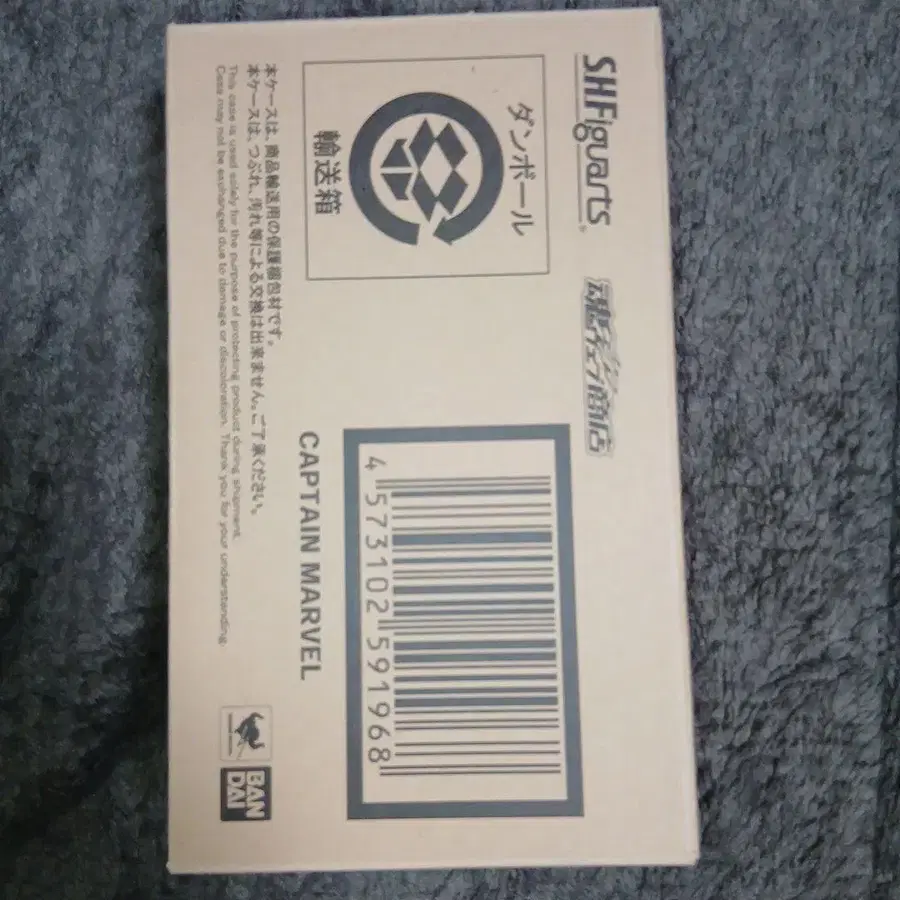 S.H.Figuarts
魂ウェブ商店
ダンボール
輸送箱
4 573102 591968
CAPTAIN MARVEL
本ケースは、商品輸送用の保護梱包材です。
本ケースは、つぶれ、汚れ等による交換は出来ません。ご了承ください。
This case is used solely for the purpose of protecting product during shipment.
Case may not be exchanged due to damage or discoloration. Thank you for your understanding.
BAN
DAI